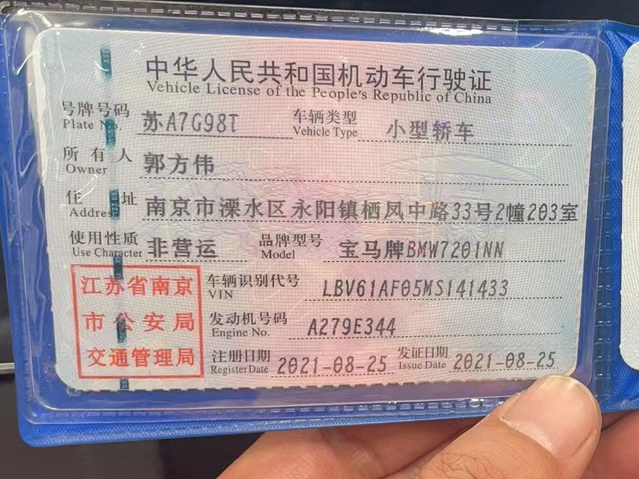 中华人民共和国机动车行驶证
Vehicle License of the People's Republic of China
号牌号码 苏A7G98T 车辆类型 小型轿车
Plate No. Vehicle Type
所有人 郭方伟
Owner
住址 南京市溧水区永阳镇栖凤中路33号2幢203室
Address
使用性质 非营运 品牌型号 宝马牌BMW7201NN
Use Character Model
江苏省南京
市公安局
交通管理局
车辆识别代号 LBV61AF05MS141433
VIN
发动机号码 A279E344
Engine No.
注册日期 2021-08-25 发证日期 2021-08-25
Register Date Issue Date